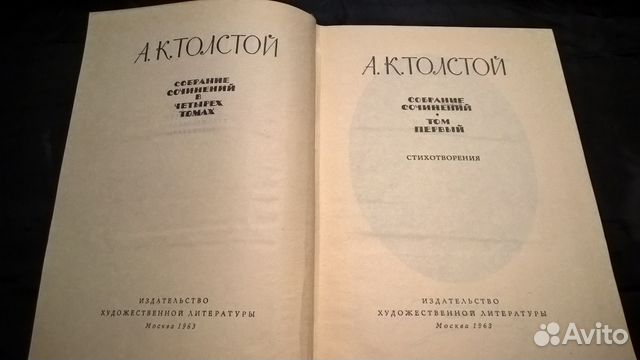 А. К. ТОЛСТОЙ
СОБРАНИЕ
СОЧИНЕНИЙ
В
ЧЕТЫРЕХ
ТОМАХ
ИЗДАТЕЛЬСТВО
ХУДОЖЕСТВЕННОЙ ЛИТЕРАТУРЫ
Москва 1963
А. К. ТОЛСТОЙ
СОБРАНИЕ
СОЧИНЕНИЙ
•
ТОМ
ПЕРВЫЙ
СТИХОТВОРЕНИЯ
ИЗДАТЕЛЬСТВО
ХУДОЖЕСТВЕННОЙ ЛИТЕРАТУРЫ
Москва 1963
Avito